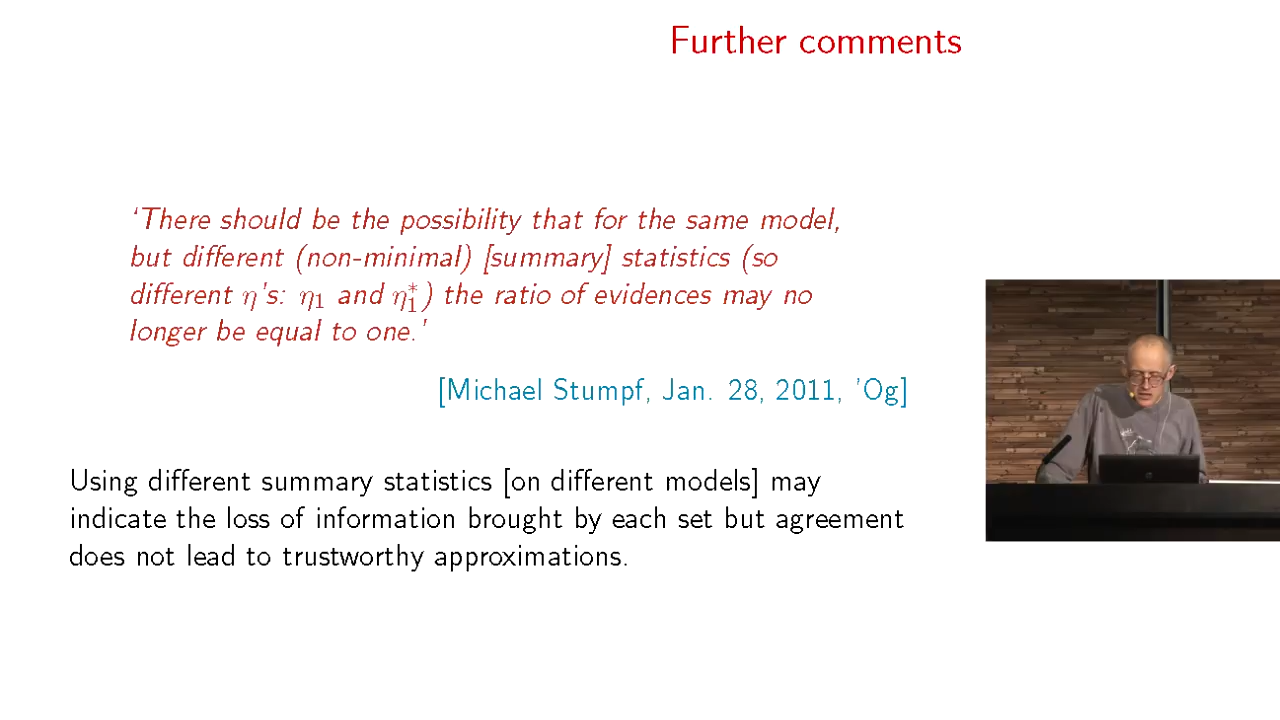 Further comments
‘There should be the possibility that for the same model,
but different (non-minimal) [summary] statistics (so
different η's: η₁ and η₁*) the ratio of evidences may no
longer be equal to one.’
[Michael Stumpf, Jan. 28, 2011, ’Og]
Using different summary statistics [on different models] may
indicate the loss of information brought by each set but agreement
does not lead to trustworthy approximations.